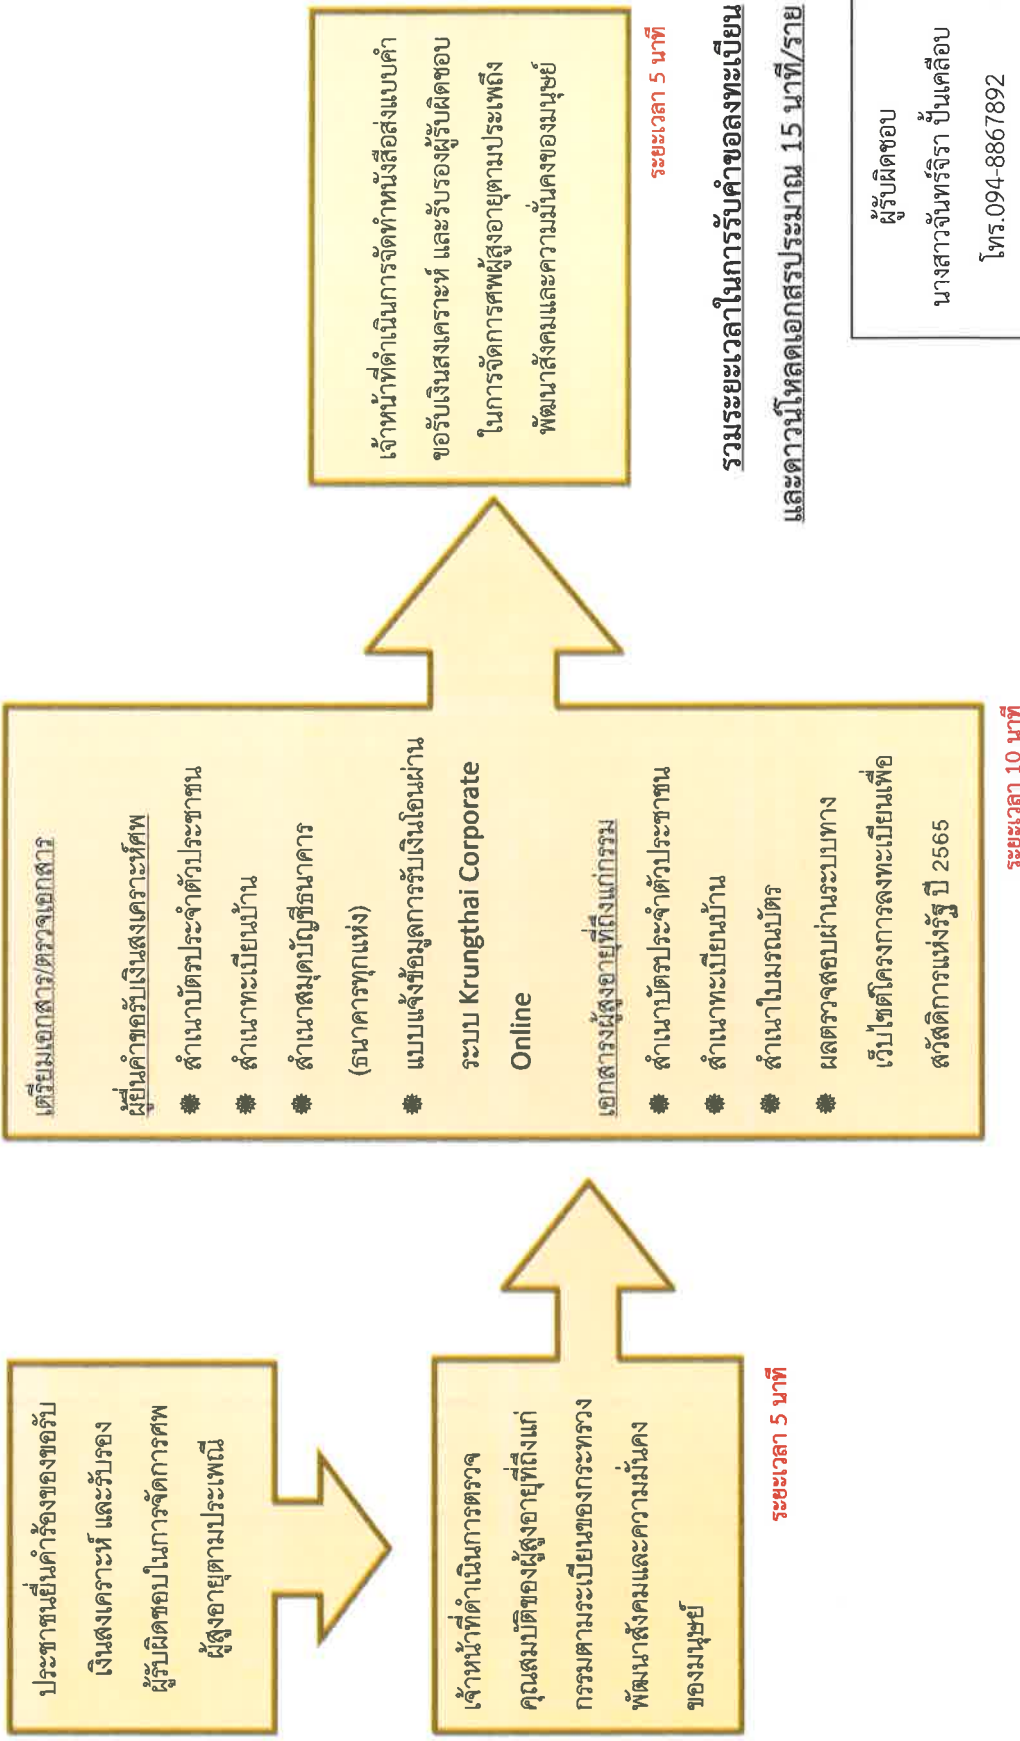 ประชาชนยื่นคำร้องของขอรับ
เงินสงเคราะห์ และรับรอง
ผู้รับผิดชอบในการจัดการศพ
ผู้สูงอายุตามประเพณี
เจ้าหน้าที่ดำเนินการตรวจ
คุณสมบัติของผู้สูงอายุที่ถึงแก่
กรรมตามระเบียบของกระทรวง
พัฒนาสังคมและความมั่นคง
ของมนุษย์
ระยะเวลา 5 นาที
เตรียมเอกสาร/ตรวจเอกสาร
ผู้ยื่นคำขอรับเงินสงเคราะห์ศพ
สำเนาบัตรประจำตัวประชาชน
สำเนาทะเบียนบ้าน
สำเนาสมุดบัญชีธนาคาร
(ธนาคารทุกแห่ง)
แบบแจ้งข้อมูลการรับเงินโอนผ่าน
ระบบ Krungthai Corporate
Online
เอกสารงผู้สูงอายุที่ถึงแก่กรรม
สำเนาบัตรประจำตัวประชาชน
สำเนาทะเบียนบ้าน
สำเนาใบมรณบัตร
ผลตรวจสอบผ่านระบบทาง
เว็บไซต์โครงการลงทะเบียนเพื่อ
สวัสดิการแห่งรัฐ ปี 2565
ระยะเวลา 10 นาที
เจ้าหน้าที่ดำเนินการจัดทำหนังสือส่งแบบคำ
ขอรับเงินสงเคราะห์ และรับรองผู้รับผิดชอบ
ในการจัดการศพผู้สูงอายุตามประเพถึง
พัฒนาสังคมและความมั่นคงของมนุษย์
ระยะเวลา 5 นาที
รวมระยะเวลาในการรับคำขอลงทะเบียน
และดาวน์โหลดเอกสรประมาณ 15 นาที/ราย
ผู้รับผิดชอบ
นางสาวจันทร์จิรา ปั้นเคลือบ
โทร.094-8867892